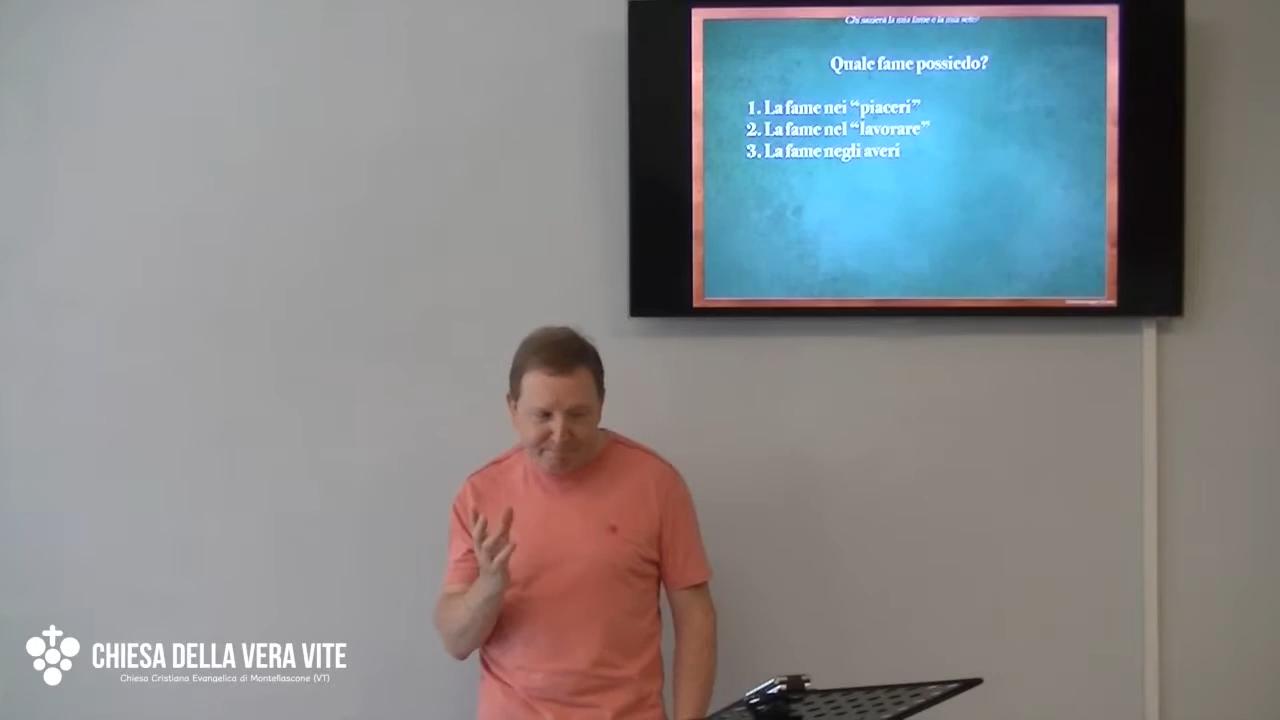 Chi sazierà la mia fame e la mia sete?
Quale fame possiedo?
1. La fame nei “piaceri”
2. La fame nel “lavorare”
3. La fame negli averi
CHIESA DELLA VERA VITE
Chiesa Cristiana Evangelica di Montefiascone (VT)